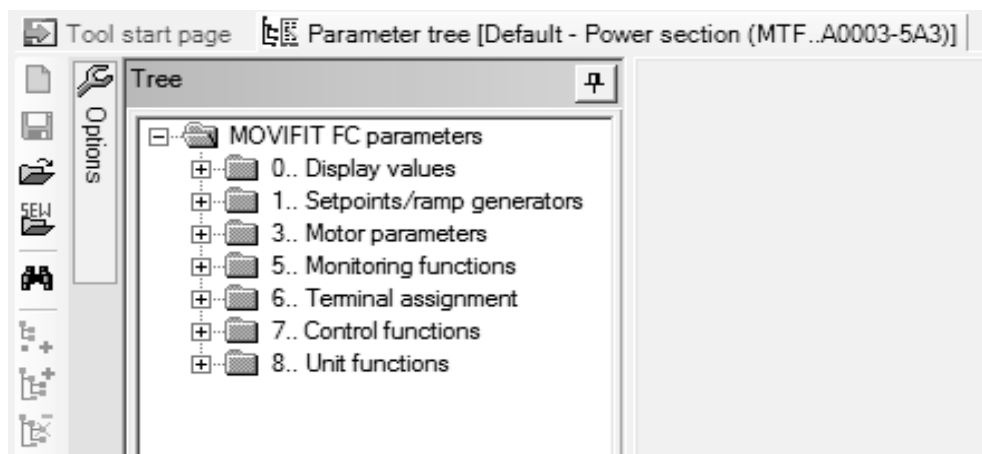 Tool start page Parameter tree [Default - Power section (MTF..A0003-5A3)]
Tree
Options
MOVIFIT FC parameters
0.. Display values
1.. Setpoints/ramp generators
3.. Motor parameters
5.. Monitoring functions
6.. Terminal assignment
7.. Control functions
8.. Unit functions
SEW